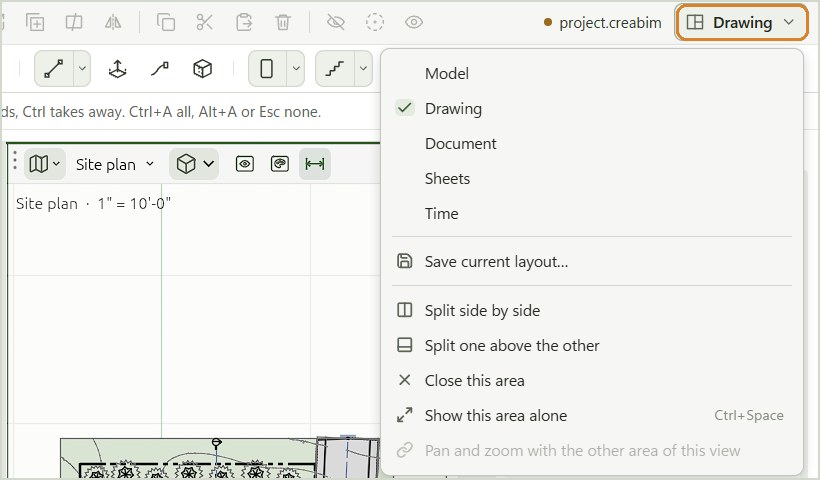 project.creabim
Drawing
ds, Ctrl takes away. Ctrl+A all, Alt+A or Esc none.
Site plan
Site plan · 1" = 10'-0"
Model
Drawing
Document
Sheets
Time
Save current layout...
Split side by side
Split one above the other
Close this area
Show this area alone Ctrl+Space
Pan and zoom with the other area of this view